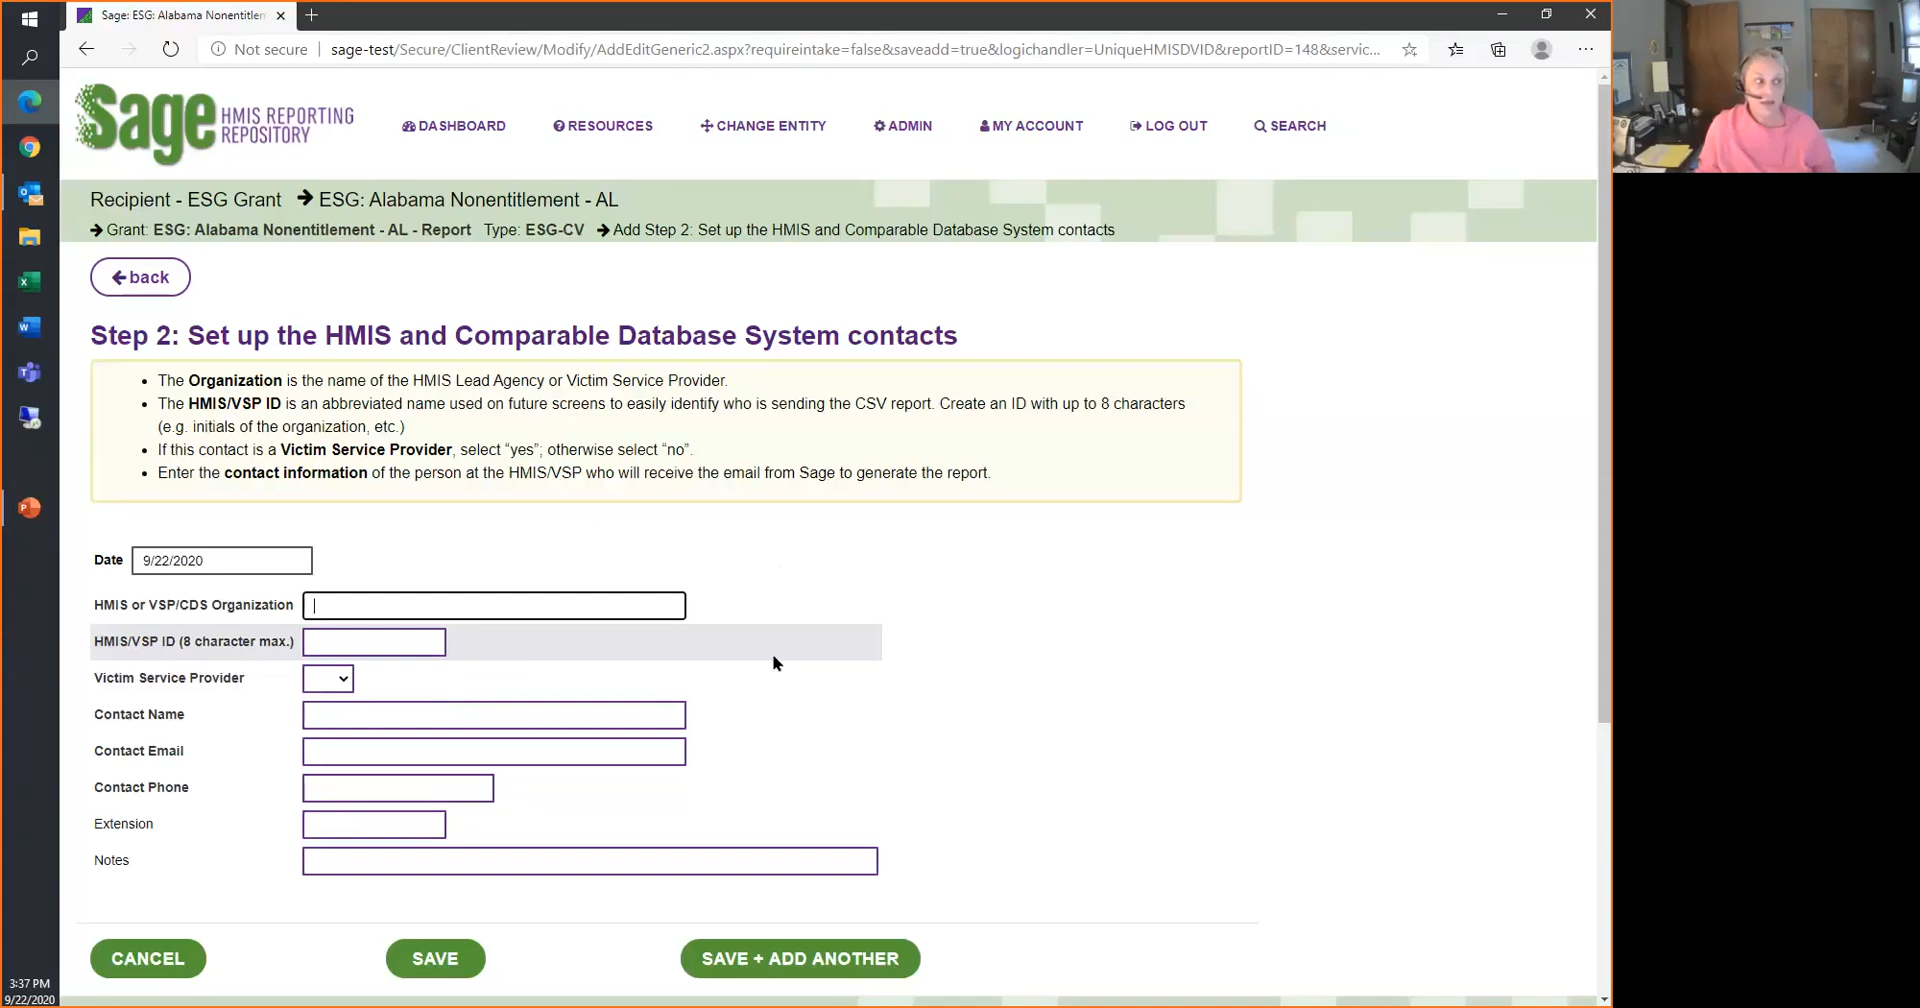 Sage: ESG: Alabama Nonentitlemen
Not secure sage-test/Secure/ClientReview/Modify/AddEditGeneric2.aspx?requireintake=false&saveadd=true&logichandler=UniqueHMISDVID&reportID=148&servic...
Sage HMIS REPORTING REPOSITORY
DASHBOARD RESOURCES CHANGE ENTITY ADMIN MY ACCOUNT LOG OUT SEARCH
Recipient - ESG Grant ➔ ESG: Alabama Nonentitlement - AL
➔ Grant: ESG: Alabama Nonentitlement - AL - Report Type: ESG-CV ➔ Add Step 2: Set up the HMIS and Comparable Database System contacts
back
Step 2: Set up the HMIS and Comparable Database System contacts
• The Organization is the name of the HMIS Lead Agency or Victim Service Provider.
• The HMIS/VSP ID is an abbreviated name used on future screens to easily identify who is sending the CSV report. Create an ID with up to 8 characters
(e.g. initials of the organization, etc.)
• If this contact is a Victim Service Provider, select “yes”; otherwise select “no”.
• Enter the contact information of the person at the HMIS/VSP who will receive the email from Sage to generate the report.
Date 9/22/2020
HMIS or VSP/CDS Organization
HMIS/VSP ID (8 character max.)
Victim Service Provider
Contact Name
Contact Email
Contact Phone
Extension
Notes
CANCEL SAVE SAVE + ADD ANOTHER
3:37 PM
9/22/2020